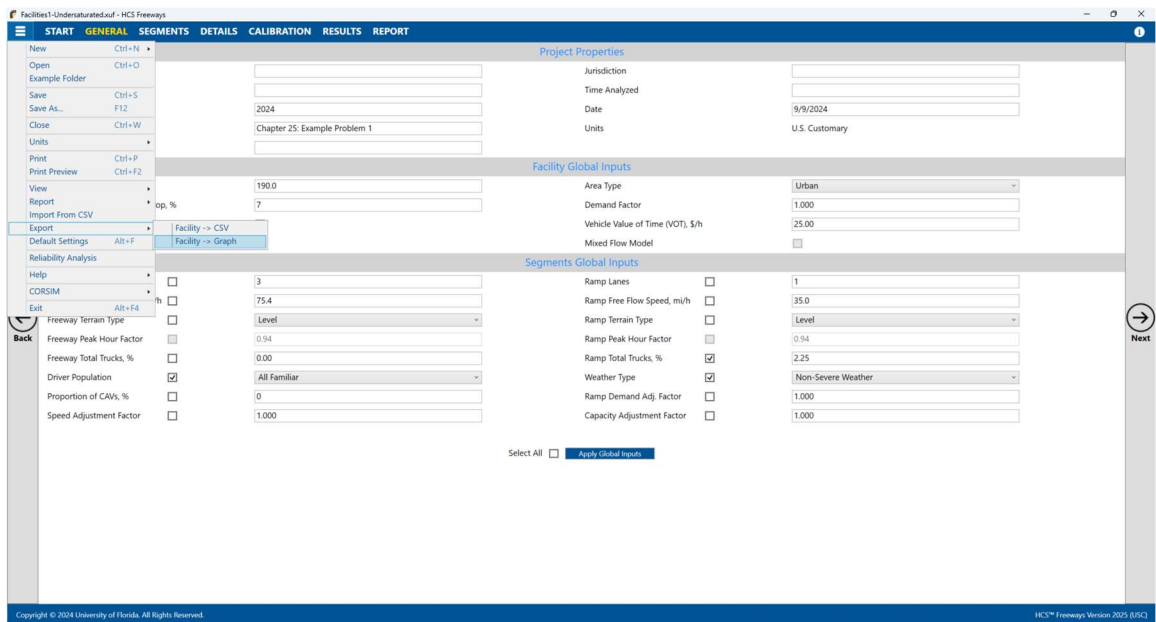 Facilities1-Undersaturated.xuf - HCS Freeways
START GENERAL SEGMENTS DETAILS CALIBRATION RESULTS REPORT
New Ctrl+N
Open Ctrl+O
Example Folder
Save Ctrl+S
Save As... F12
Close Ctrl+W
Units
Print Ctrl+P
Print Preview Ctrl+F2
View
Report
Import From CSV
Export
Default Settings Alt+F
Reliability Analysis
Help
CORSIM
Exit Alt+F4
Facility -> CSV
Facility -> Graph
Project Properties
Jurisdiction
Time Analyzed
2024 Date 9/9/2024
Chapter 25: Example Problem 1 Units U.S. Customary
Facility Global Inputs
190.0 Area Type Urban
op, % 7 Demand Factor 1.000
Vehicle Value of Time (VOT), $/h 25.00
Mixed Flow Model
Segments Global Inputs
3 Ramp Lanes 1
/h 75.4 Ramp Free Flow Speed, mi/h 35.0
Freeway Terrain Type Level Ramp Terrain Type Level
Freeway Peak Hour Factor 0.94 Ramp Peak Hour Factor 0.94
Freeway Total Trucks, % 0.00 Ramp Total Trucks, % 2.25
Driver Population All Familiar Weather Type Non-Severe Weather
Proportion of CAVs, % 0 Ramp Demand Adj. Factor 1.000
Speed Adjustment Factor 1.000 Capacity Adjustment Factor 1.000
Select All Apply Global Inputs
Back
Next
Copyright © 2024 University of Florida. All Rights Reserved. HCS™ Freeways Version 2025 (USC)